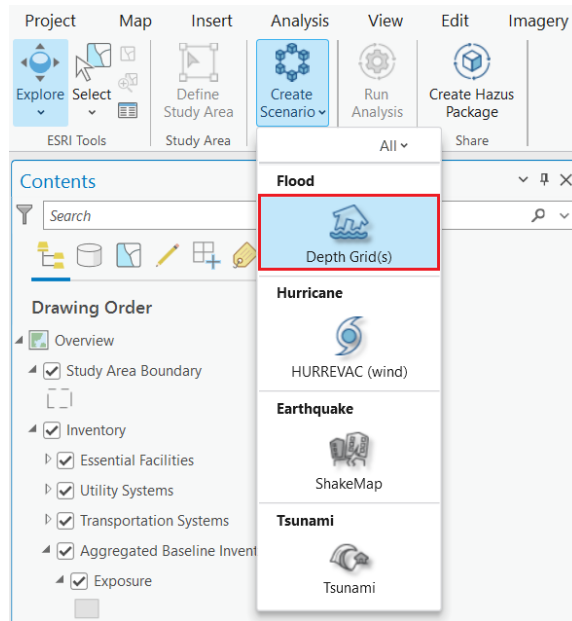 Project Map Insert Analysis View Edit Imagery
Explore Select Define Study Area Create Scenario Run Analysis Create Hazus Package
ESRI Tools Study Area Share
All
Contents
Flood
Search
Depth Grid(s)
Hurricane
Drawing Order
Overview
HURREVAC (wind)
Study Area Boundary
Earthquake
Inventory
Essential Facilities
ShakeMap
Utility Systems
Transportation Systems
Tsunami
Aggregated Baseline Invent
Exposure
Tsunami